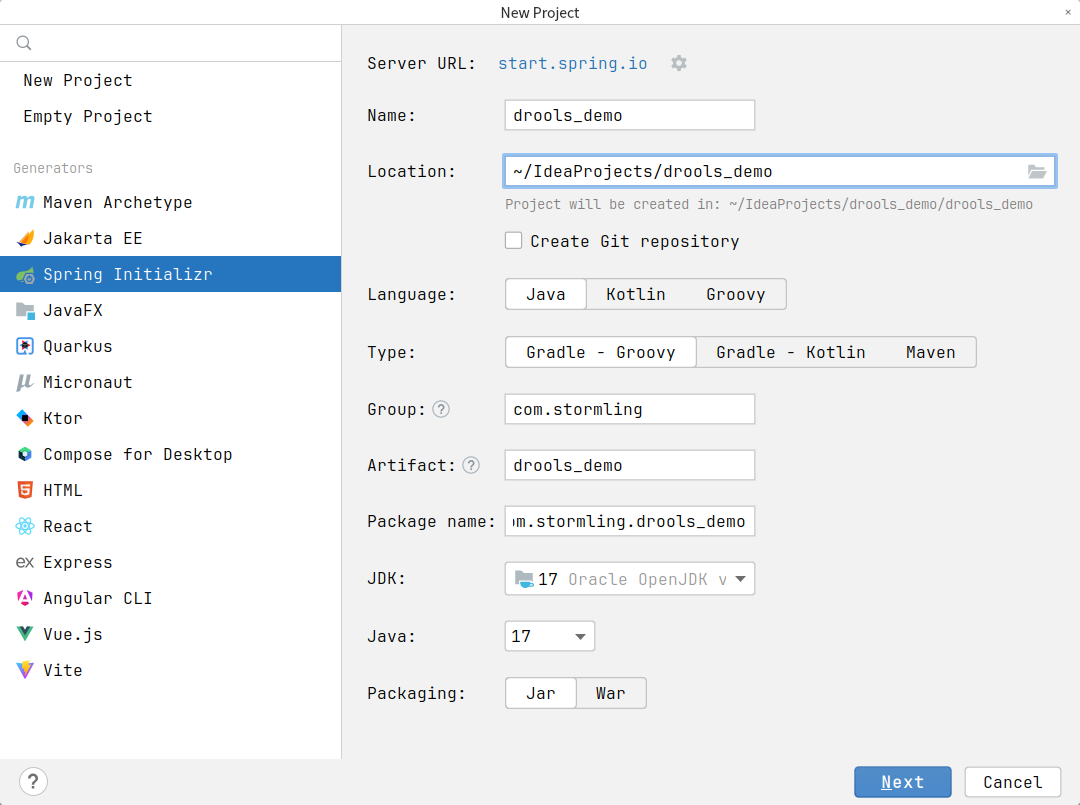 New Project
New Project
Empty Project
Generators
Maven Archetype
Jakarta EE
Spring Initializr
JavaFX
Quarkus
Micronaut
Ktor
Compose for Desktop
HTML
React
ex Express
Angular CLI
Vue.js
Vite
Server URL: start.spring.io
Name: drools_demo
Location: ~/IdeaProjects/drools_demo
Project will be created in: ~/IdeaProjects/drools_demo/drools_demo
Create Git repository
Language: Java Kotlin Groovy
Type: Gradle - Groovy Gradle - Kotlin Maven
Group: ? com.stormling
Artifact: ? drools_demo
Package name: om.stormling.drools_demo
JDK: 17 Oracle OpenJDK v
Java: 17
Packaging: Jar War
? Next Cancel